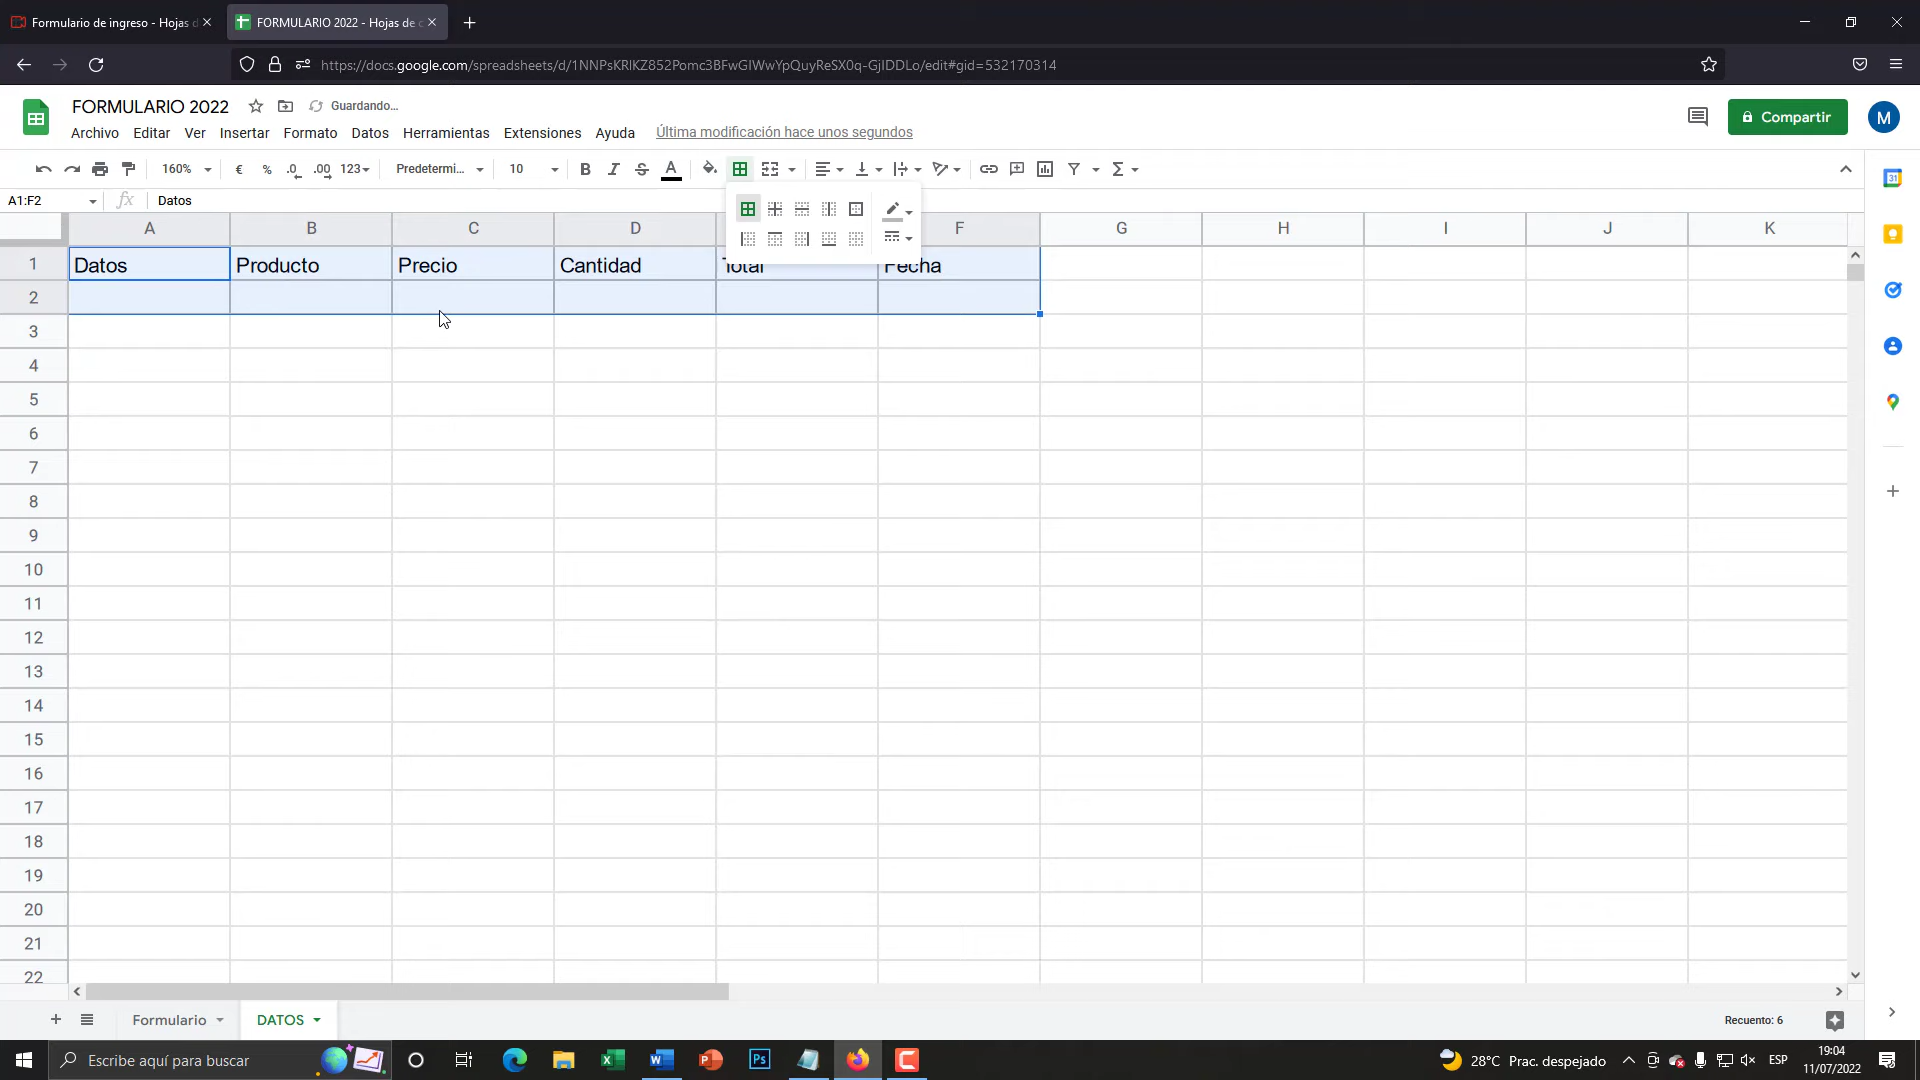 Formulario de ingreso - Hojas d
FORMULARIO 2022 - Hojas de c
https://docs.google.com/spreadsheets/d/1NNPsKRlKZ852Pomc3BFwGIWwYpQuyReSX0q-GjIDDLo/edit#gid=532170314
FORMULARIO 2022
Guardando...
Archivo Editar Ver Insertar Formato Datos Herramientas Extensiones Ayuda Última modificación hace unos segundos
Compartir
M
160% € % .0 .00 123 Predetermi... 10 B I S A Σ
A1:F2 fx Datos
A B C D F G H I J K
1 Datos Producto Precio Cantidad Total Fecha
2
3
4
5
6
7
8
9
10
11
12
13
14
15
16
17
18
19
20
21
22
Formulario DATOS Recuento: 6
Escribe aquí para buscar
28°C Prac. despejado
ESP
19:04
11/07/2022